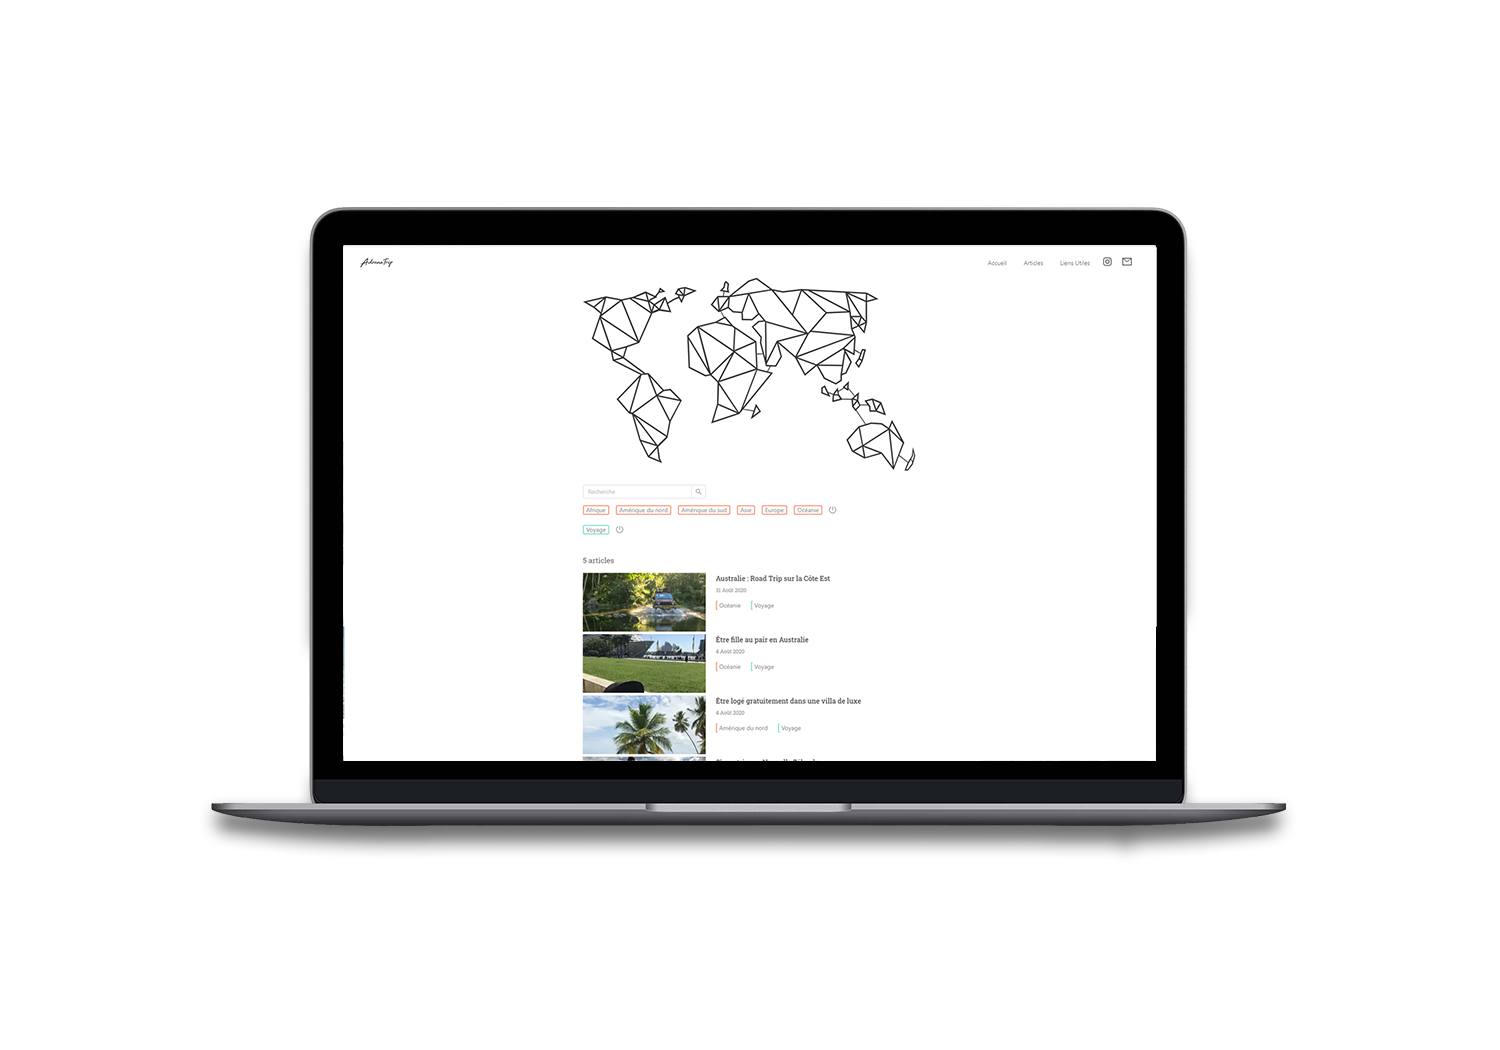 AdrenaTrip
Accueil Articles Liens Utiles
Recherche
Afrique Amérique du nord Amérique du sud Asie Europe Océanie
Voyage
5 articles
Australie : Road Trip sur la Côte Est
11 Août 2020
Océanie Voyage
Être fille au pair en Australie
4 Août 2020
Océanie Voyage
Être logé gratuitement dans une villa de luxe
4 Août 2020
Amérique du nord Voyage